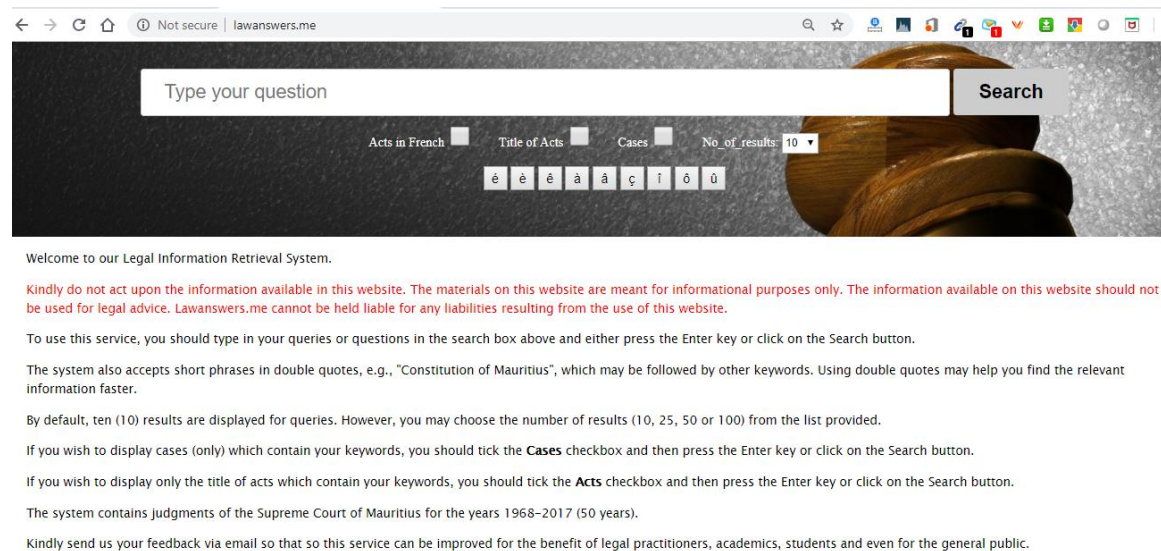 Not secure | lawanswers.me
Type your question
Search
Acts in French
Title of Acts
Cases
No_of_results: 10
é è ê à â ç î ô û
Welcome to our Legal Information Retrieval System.
Kindly do not act upon the information available in this website. The materials on this website are meant for informational purposes only. The information available on this website should not
be used for legal advice. Lawanswers.me cannot be held liable for any liabilities resulting from the use of this website.
To use this service, you should type in your queries or questions in the search box above and either press the Enter key or click on the Search button.
The system also accepts short phrases in double quotes, e.g., "Constitution of Mauritius", which may be followed by other keywords. Using double quotes may help you find the relevant
information faster.
By default, ten (10) results are displayed for queries. However, you may choose the number of results (10, 25, 50 or 100) from the list provided.
If you wish to display cases (only) which contain your keywords, you should tick the Cases checkbox and then press the Enter key or click on the Search button.
If you wish to display only the title of acts which contain your keywords, you should tick the Acts checkbox and then press the Enter key or click on the Search button.
The system contains judgments of the Supreme Court of Mauritius for the years 1968-2017 (50 years).
Kindly send us your feedback via email so that so this service can be improved for the benefit of legal practitioners, academics, students and even for the general public.